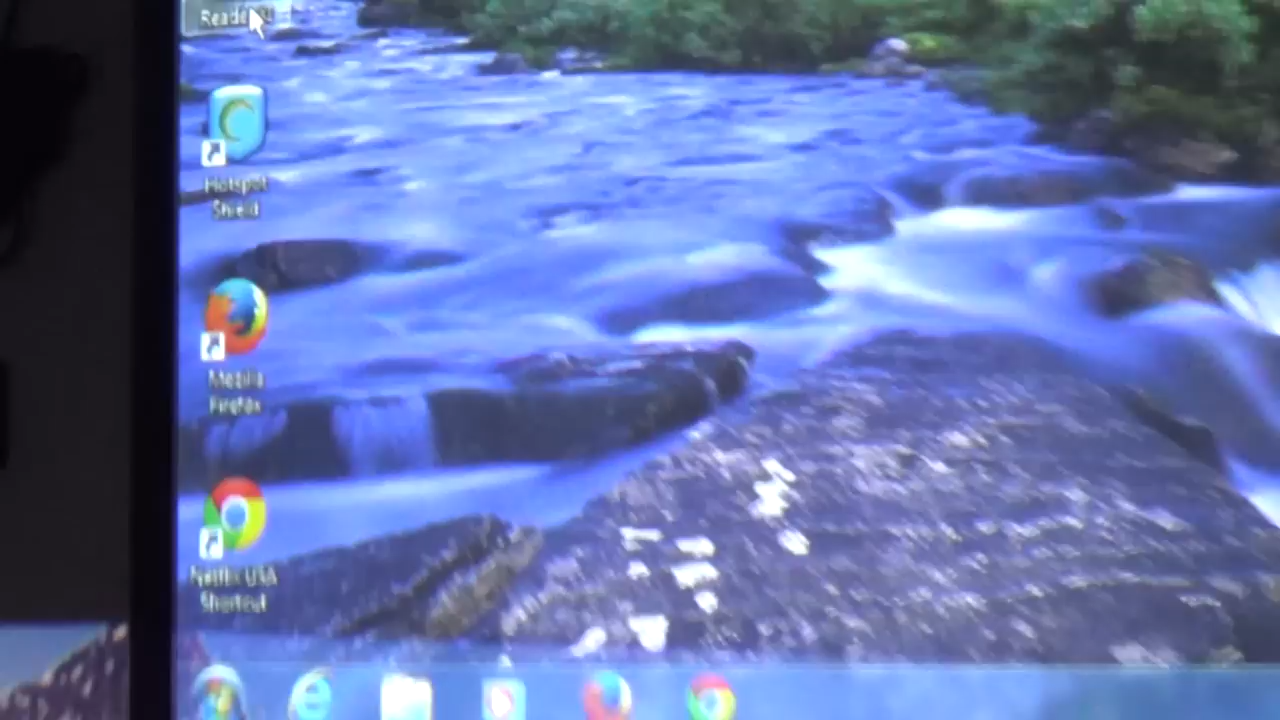 Hotspot
Shield
Mozilla
Firefox
Netflix USA
Shortcut